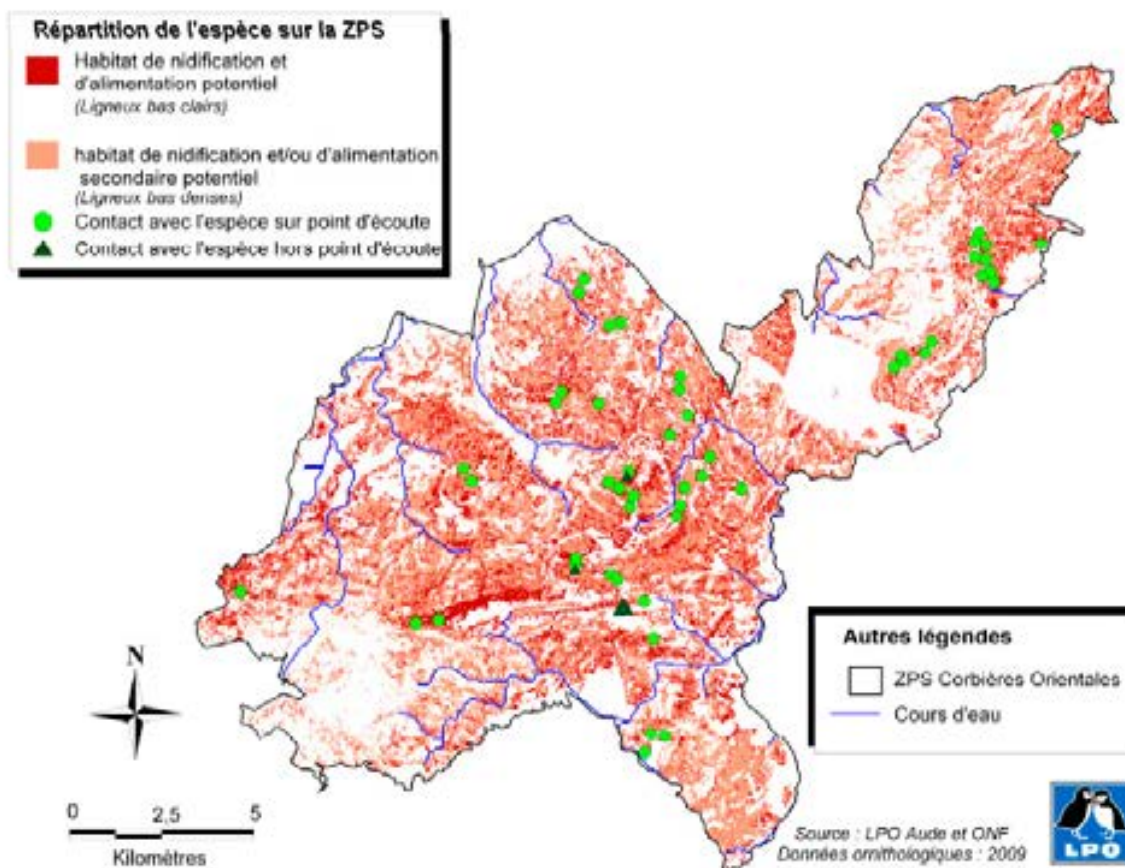 Répartition de l'espèce sur la ZPS
Habitat de nidification et
d'alimentation potentiel
(Ligneux bas clairs)
habitat de nidification et/ou d'alimentation
secondaire potentiel
(Ligneux bas denses)
Contact avec l'espèce sur point d'écoute
Contact avec l'espèce hors point d'écoute
N
0 2,5 5
Kilomètres
Autres légendes
ZPS Corbières Orientales
Cours d'eau
Source : LPO Aude et ONF
Données ornithologiques : 2009
LPO